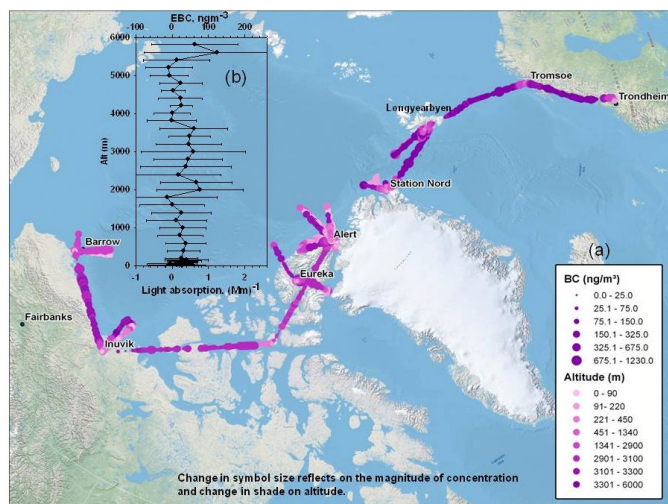 EBC, ngm-3
0 100 200
(b)
6000
5000
4000
3000
2000
1000
0
Alt (m)
-1 0 1 2
Light absorption, (Mm)-1
Tromsoe
Trondheim
Longyearbyen
Station Nord
Barrow
Alert
Eureka
Fairbanks
Inuvik
(a)
BC (ng/m³)
0.0 - 25.0
25.1 - 75.0
75.1 - 150.0
150.1 - 325.0
325.1 - 675.0
675.1 - 1230.0
Altitude (m)
0 - 90
91 - 220
221 - 450
451 - 1340
1341 - 2900
2901 - 3100
3101 - 3300
3301 - 6000
Change in symbol size reflects on the magnitude of concentration
and change in shade on altitude.